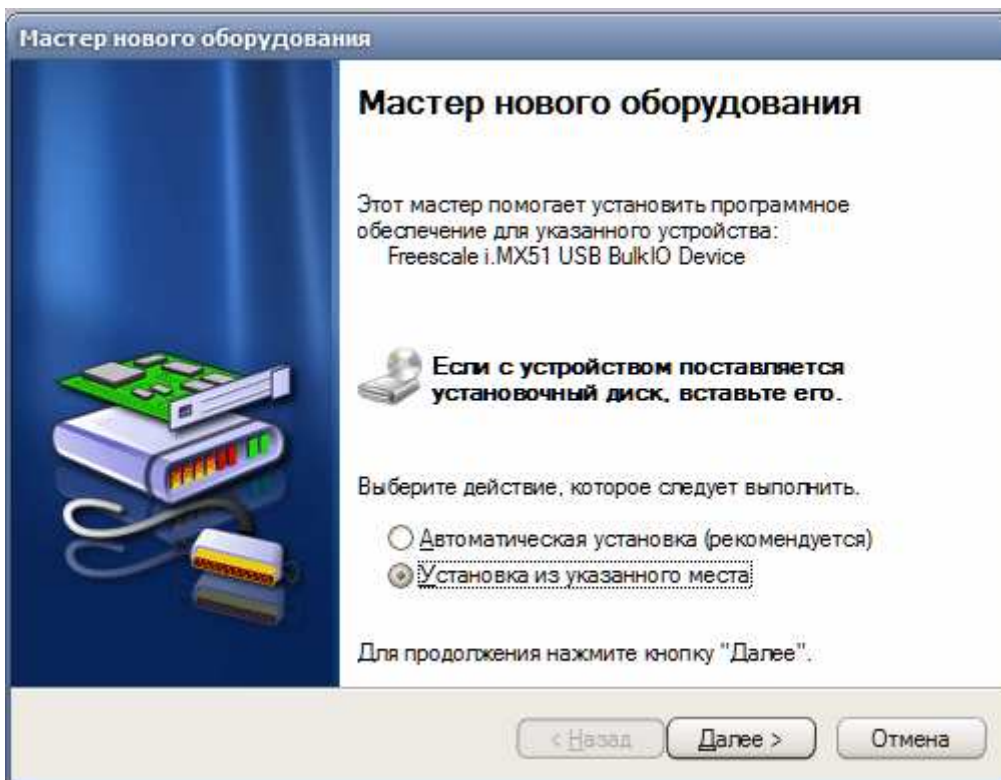 Мастер нового оборудования
Мастер нового оборудования
Этот мастер помогает установить программное
обеспечение для указанного устройства:
Freescale i.MX51 USB BulkIO Device
Если с устройством поставляется
установочный диск, вставьте его.
Выберите действие, которое следует выполнить.
Автоматическая установка (рекомендуется)
Установка из указанного места
Для продолжения нажмите кнопку "Далее".
< Назад Далее > Отмена